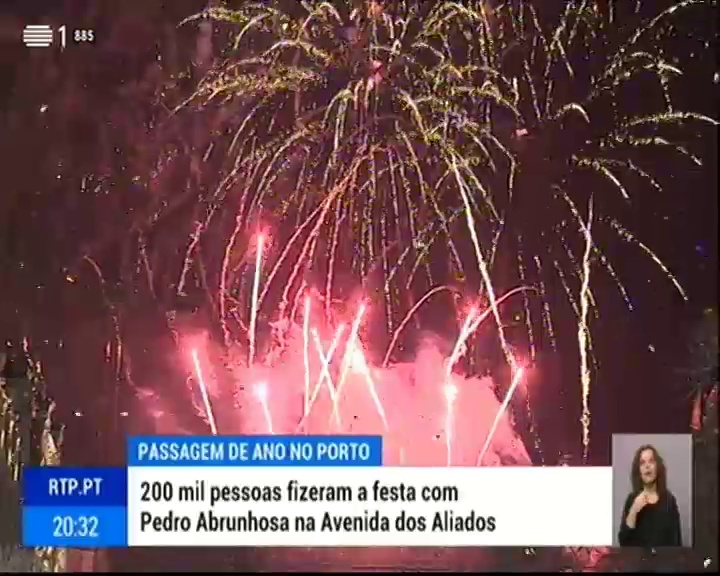 1 885
PASSAGEM DE ANO NO PORTO
RTP.PT
200 mil pessoas fizeram a festa com
20:32
Pedro Abrunhosa na Avenida dos Aliados